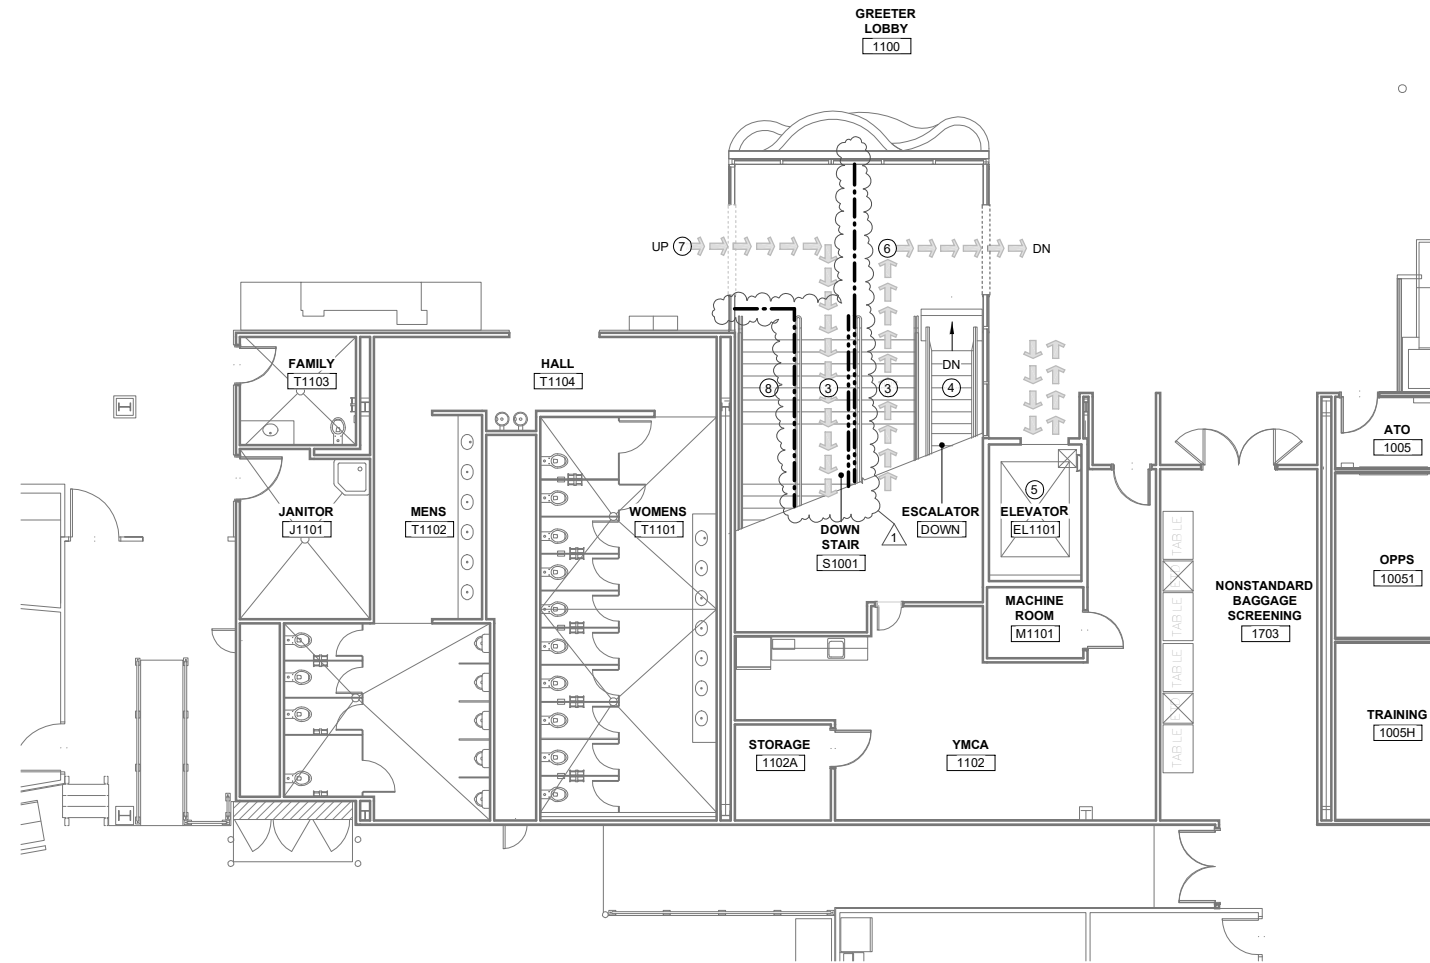 GREETER
LOBBY
1100
UP 7
6
DN
FAMILY
T1103
HALL
T1104
DN
8
3
3
4
ATO
1005
JANITOR
J1101
MENS
T1102
WOMENS
T1101
DOWN
STAIR
S1001
1
ESCALATOR
DOWN
5
ELEVATOR
EL1101
TABLE
TABLE
TABLE
TABLE
OPPS
10051
NONSTANDARD
BAGGAGE
SCREENING
1703
MACHINE
ROOM
M1101
TRAINING
1005H
STORAGE
1102A
YMCA
1102